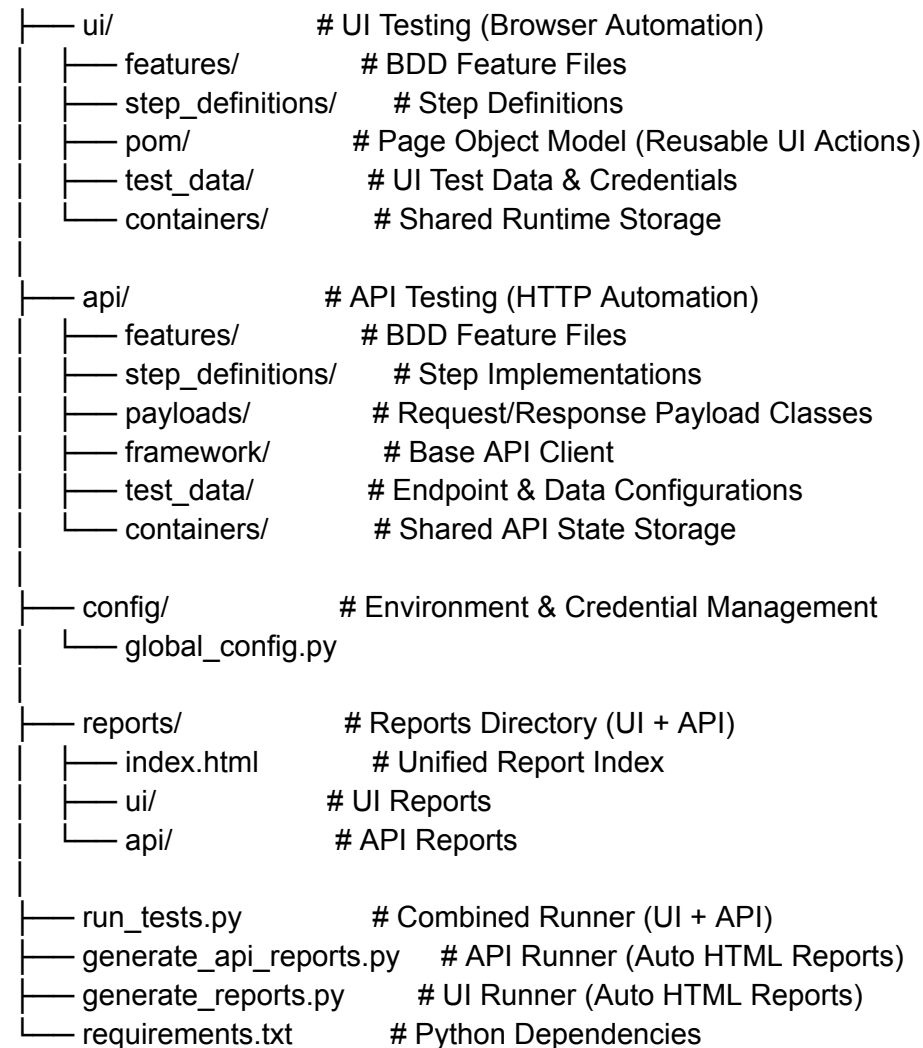 ├── ui/ # UI Testing (Browser Automation)
│ ├── features/ # BDD Feature Files
│ ├── step_definitions/ # Step Definitions
│ ├── pom/ # Page Object Model (Reusable UI Actions)
│ ├── test_data/ # UI Test Data & Credentials
│ └── containers/ # Shared Runtime Storage
│
├── api/ # API Testing (HTTP Automation)
│ ├── features/ # BDD Feature Files
│ ├── step_definitions/ # Step Implementations
│ ├── payloads/ # Request/Response Payload Classes
│ ├── framework/ # Base API Client
│ ├── test_data/ # Endpoint & Data Configurations
│ └── containers/ # Shared API State Storage
│
├── config/ # Environment & Credential Management
│ └── global_config.py
│
├── reports/ # Reports Directory (UI + API)
│ ├── index.html # Unified Report Index
│ ├── ui/ # UI Reports
│ └── api/ # API Reports
│
├── run_tests.py # Combined Runner (UI + API)
├── generate_api_reports.py # API Runner (Auto HTML Reports)
├── generate_reports.py # UI Runner (Auto HTML Reports)
└── requirements.txt # Python Dependencies